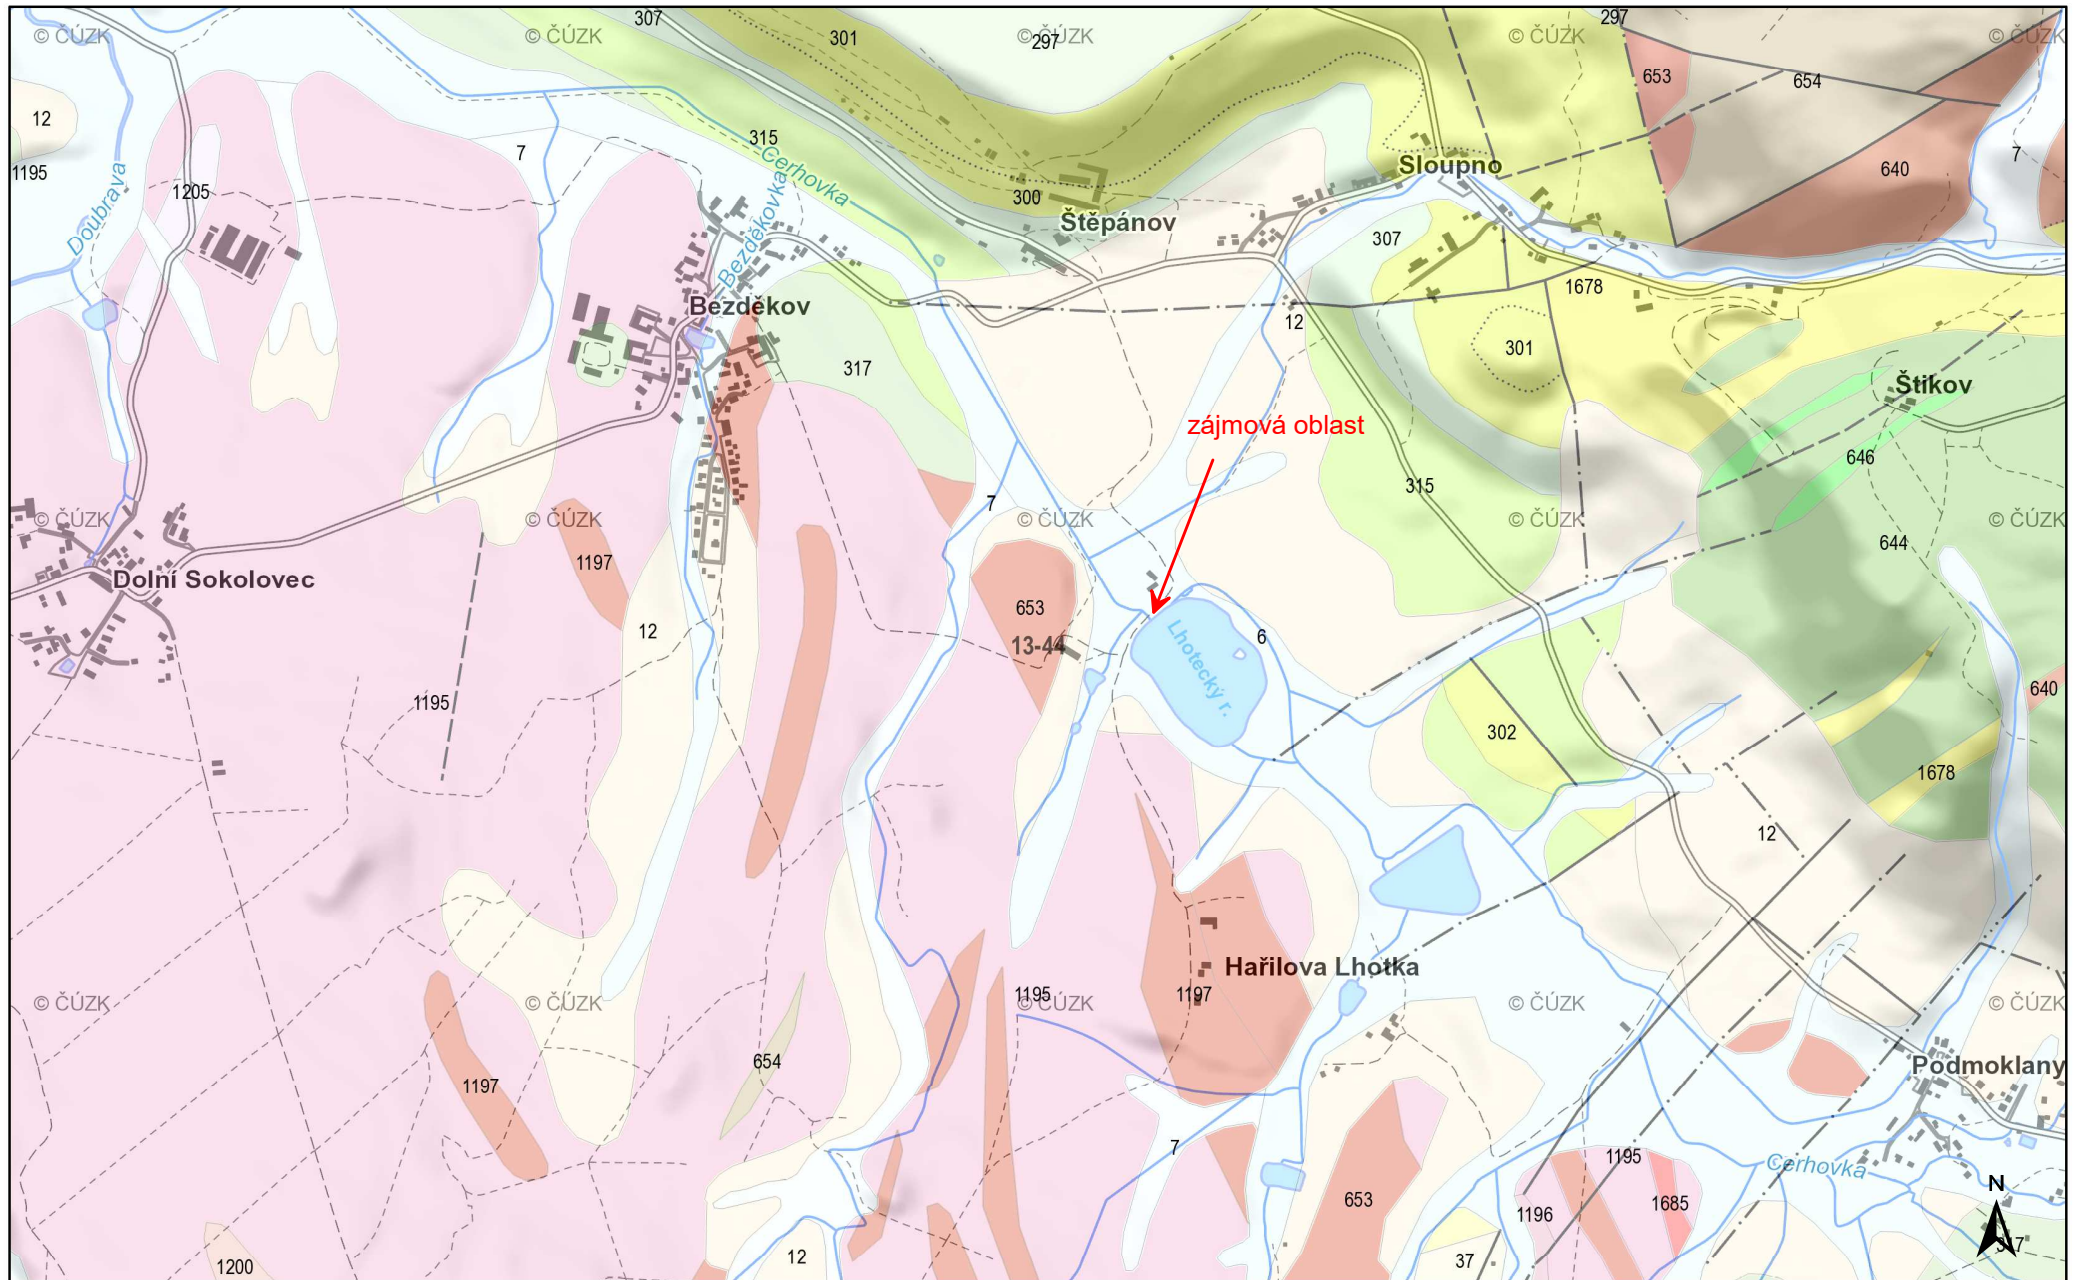 307
297
© ČÚZK
© ČÚZK
301
© ČÚZK
297
© ČÚZK
© ČÚZK
653
654
12
315
7
7
Cerhovka
Sloupno
640
1195
1205
300
Štěpánov
Doubrava
Bezděkovka
307
1678
Bezděkov
12
301
317
Štikov
zájmová oblast
646
315
7
© ČÚZK
© ČÚZK
© ČÚZK
© ČÚZK
© ČÚZK
644
1197
Dolní Sokolovec
653
12
6
13-44
Lhotecký r.
640
1195
302
1678
12
Hařilova Lhotka
1195
1197
© ČÚZK
© ČÚZK
© ČÚZK
© ČÚZK
© ČÚZK
654
Podmoklany
1197
7
1195
Cerhovka
N
653
1196
1685
12
37
317
1200